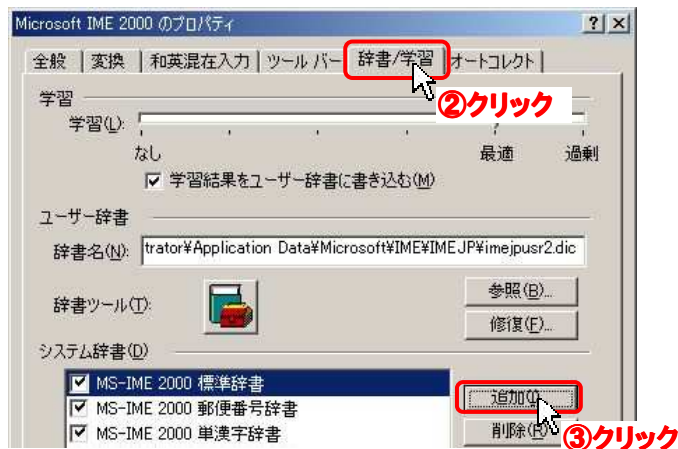 Microsoft IME 2000 のプロパティ
全般 変換 和英混在入力 ツール バー 辞書/学習 オートコレクト
②クリック
学習
学習(L):
なし 最適 過剰
学習結果をユーザー辞書に書き込む(M)
ユーザー辞書
辞書名(N): trator¥Application Data¥Microsoft¥IME¥IMEJP¥imejpusr2.dic
辞書ツール(T): 参照(B)...
修復(F)...
システム辞書(D)
MS-IME 2000 標準辞書 追加
MS-IME 2000 郵便番号辞書
MS-IME 2000 単漢字辞書 削除(R)
③クリック